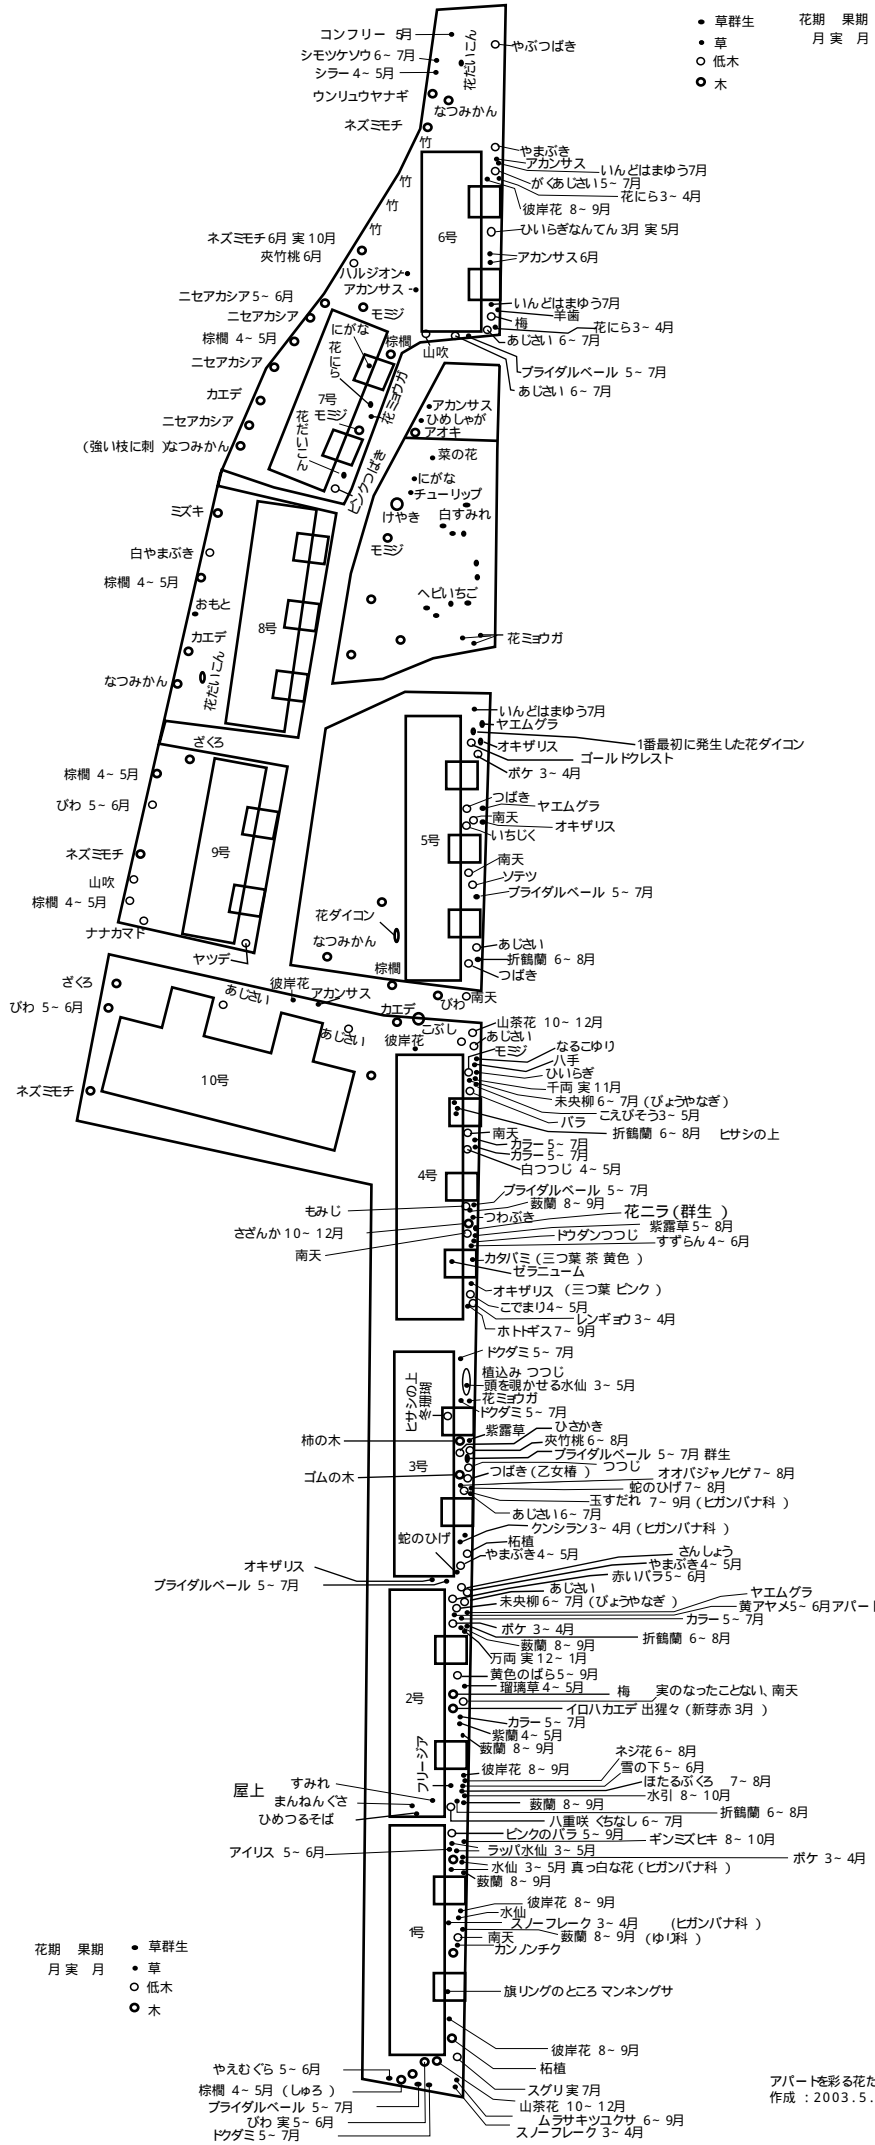 草群生
草
低木
木
花期 果期
月 実 月
コンフリー 5月
シモツケソウ 6~ 7月
シラー 4~ 5月
花だいこん
やぶつばき
ウンリュウヤナギ
なつみかん
ネズミモチ
竹
竹
竹
竹
やまぶき
アカンサス
いんどはまゆう7月
がくあじさい 5~ 7月
花にら 3~ 4月
彼岸花 8~ 9月
6号
ひいらぎなんてん 3月 実 5月
ネズミモチ6月 実 10月
夾竹桃 6月
アカンサス 6月
ハルジオン
アカンサス
ニセアカシア 5~ 6月
ニセアカシア
棕櫚 4~ 5月
ニセアカシア
モミジ
いんどはまゆう7月
羊歯
梅
花にら 3~ 4月
あじさい 6~ 7月
山吹
ブライダルベール 5~ 7月
あじさい 6~ 7月
棕櫚
にがな
花にら
7号
モミジ
花ミョウガ
花だいこん
ピンクつばき
カエデ
ニセアカシア
(強い枝に刺 )なつみかん
アカンサス
ひめしゃが
アオキ
菜の花
にがな
チューリップ
けやき
白すみれ
モミジ
ヘビいちご
花ミョウガ
ミズキ
白やまぶき
棕櫚 4~ 5月
おもと
カエデ
なつみかん
花だいこん
8号
いんどはまゆう7月
ヤエムグラ
オキザリス
1番最初に発生した花ダイコン
ゴールドクレスト
ボケ 3~ 4月
ざくろ
棕櫚 4~ 5月
びわ 5~ 6月
ネズミモチ
山吹
棕櫚 4~ 5月
ナナカマド
9号
ヤツデ
つばき
ヤエムグラ
南天
オキザリス
いちじく
5号
南天
ソテツ
ブライダルベール 5~ 7月
花ダイコン
なつみかん
あじさい
折鶴蘭 6~ 8月
つばき
棕櫚
びわ
南天
ざくろ
びわ 5~ 6月
ネズミモチ
あじさい
彼岸花
アカンサス
あじさい
10号
カエデ
こぶし
彼岸花
山茶花 10~ 12月
あじさい
モミジ
なるこゆり
八手
ひいらぎ
千両 実 11月
未央柳 6~ 7月 (びょうやなぎ )
こえびそう3~ 5月
バラ
折鶴蘭 6~ 8月 ヒサシの上
南天
カラー 5~ 7月
カラー 5~ 7月
白つつじ 4~ 5月
4号
もみじ
さざんか 10~ 12月
南天
ブライダルベール 5~ 7月
薮蘭 8~ 9月
つわぶき
花ニラ (群生 )
紫露草 5~ 8月
ドウダンつつじ
すずらん 4~ 6月
カタバミ (三つ葉 茶 黄色 )
ゼラニューム
オキザリス (三つ葉 ピンク )
こでまり4~ 5月
レンギョウ 3~ 4月
ホトトギス 7~ 9月
ドクダミ 5~ 7月
植込み つつじ
頭を覗かせる水仙 3~ 5月
花ミョウガ
ドクダミ 5~ 7月
ヒサシの上
冬珊瑚
柿の木
紫露草
ひさかき
夾竹桃 6~ 8月
ブライダルベール 5~ 7月 群生
3号
ゴムの木
つつじ
つばき (乙女椿 )
オオバジャノヒゲ 7~ 8月
蛇のひげ 7~ 8月
玉すだれ 7~ 9月 (ヒガンバナ科 )
あじさい 6~ 7月
クンシラン 3~ 4月 (ヒガンバナ科 )
蛇のひげ
柘植
やまぶき 4~ 5月
オキザリス
ブライダルベール 5~ 7月
さんしょう
やまぶき 4~ 5月
赤いバラ 5~ 6月
あじさい
未央柳 6~ 7月 (びょうやなぎ )
ヤエムグラ
黄アヤメ5~ 6月アパート
カラー 5~ 7月
ボケ 3~ 4月
折鶴蘭 6~ 8月
薮蘭 8~ 9月
万両 実 12~ 1月
黄色のばら 5~ 9月
瑠璃草 4~ 5月
2号
梅
実のなったことない、南天
イロハカエデ 出猩々 (新芽赤 3月 )
カラー 5~ 7月
紫蘭 4~ 5月
薮蘭 8~ 9月
フリージア
彼岸花 8~ 9月
ネジ花 6~ 8月
雪の下 5~ 6月
ほたるぶくろ 7~ 8月
水引 8~ 10月
薮蘭 8~ 9月
折鶴蘭 6~ 8月
屋上
すみれ
まんねんぐさ
ひめつるそば
八重咲 くちなし 6~ 7月
ピンクのバラ 5~ 9月
ギンミズヒキ 8~ 10月
アイリス 5~ 6月
ラッパ水仙 3~ 5月
ボケ 3~ 4月
水仙 3~ 5月 真っ白な花 (ヒガンバナ科 )
薮蘭 8~ 9月
彼岸花 8~ 9月
水仙
スノーフレーク 3~ 4月 (ヒガンバナ科 )
1号
南天
薮蘭 8~ 9月 (ゆり科 )
カンノンチク
旗リングのところ マンネングサ
花期 果期
月 実 月
草群生
草
低木
木
彼岸花 8~ 9月
柘植
やえむぐら 5~ 6月
棕櫚 4~ 5月 (しゅろ )
ブライダルベール 5~ 7月
びわ 実 5~ 6月
ドクダミ 5~ 7月
スグリ 実 7月
山茶花 10~ 12月
ムラサキツユクサ 6~ 9月
スノーフレーク 3~ 4月
アパートを彩る花た
作成 :2003.5.